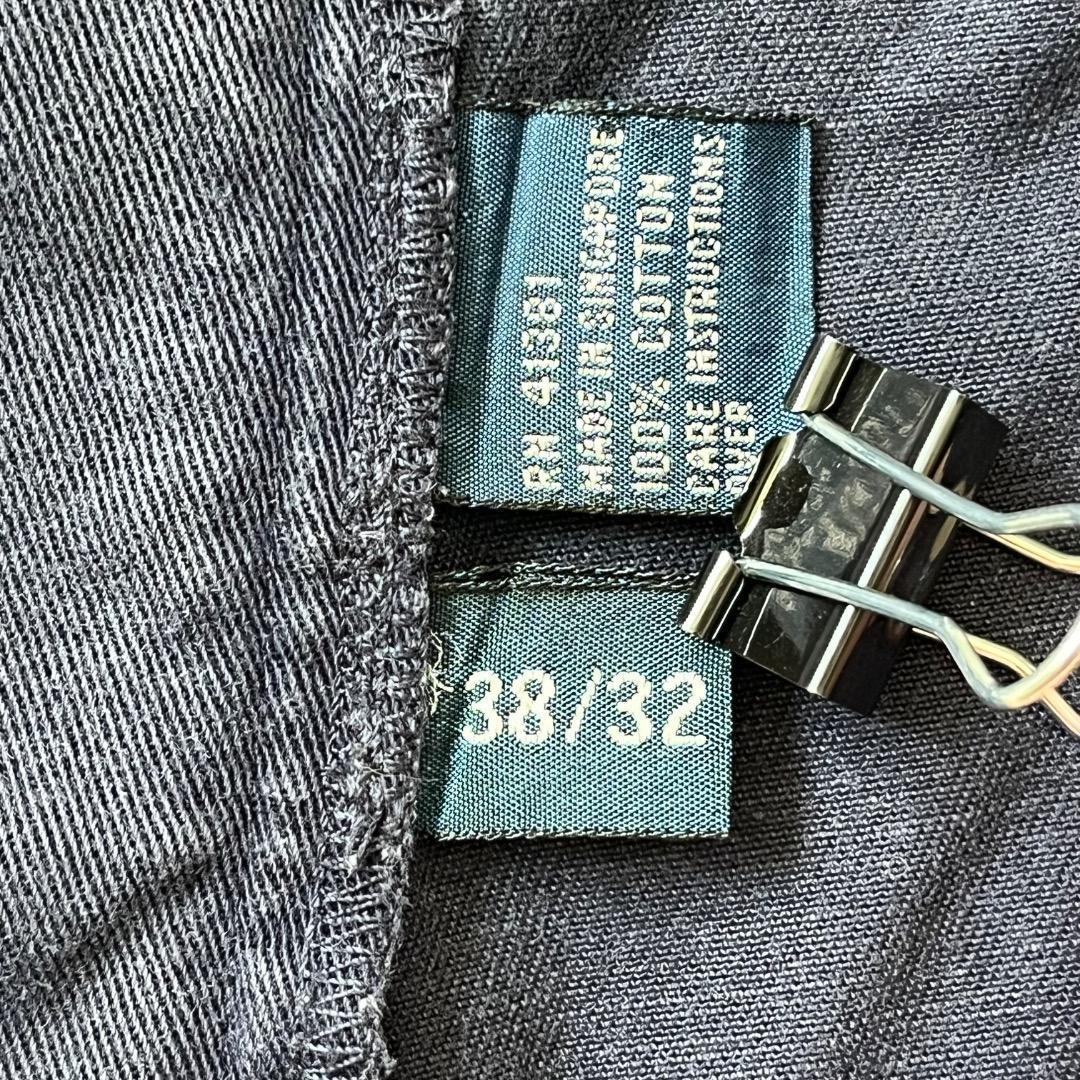 RN 41381
MADE IN SINGAPORE
100% COTTON
CARE INSTRUCTIONS
OVER
38/32